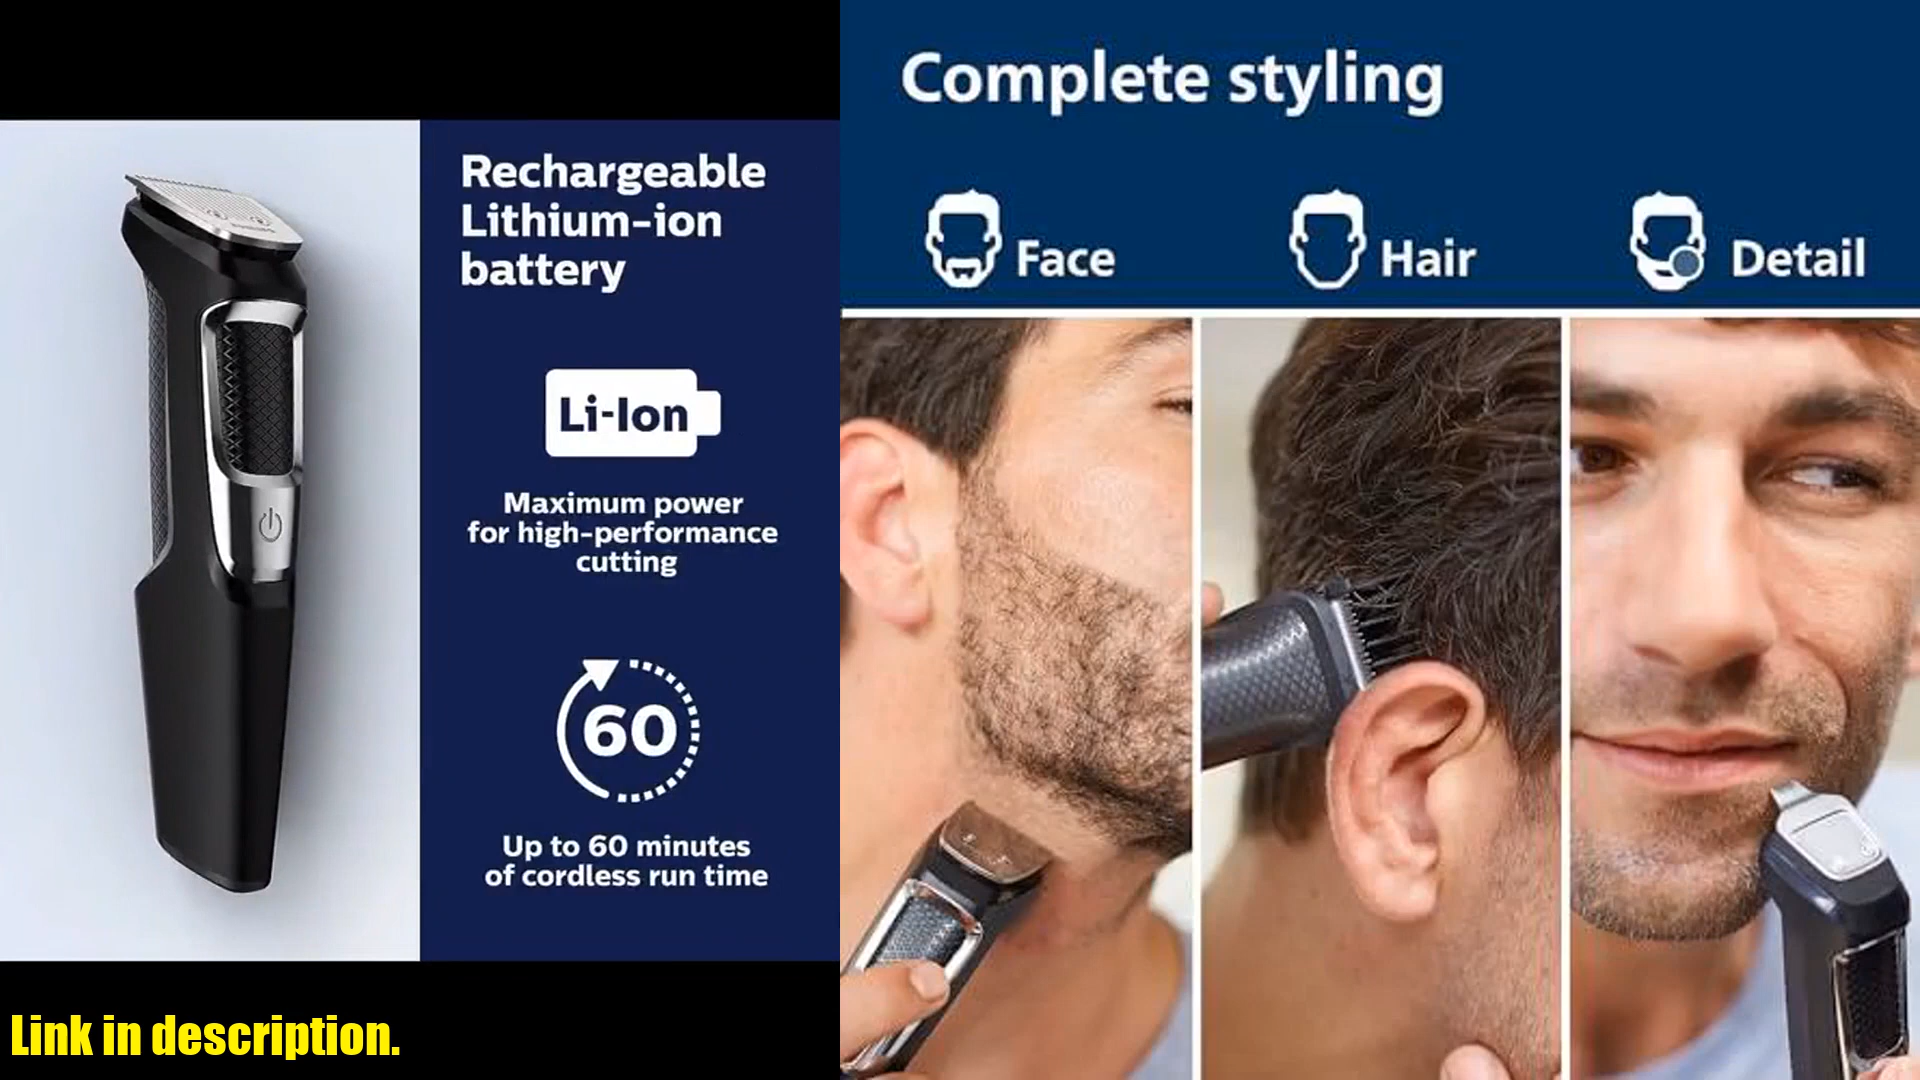 Rechargeable
Lithium-ion
battery
Li-Ion
Maximum power
for high-performance
cutting
60
Up to 60 minutes
of cordless run time
Complete styling
Face
Hair
Detail
Link in description.